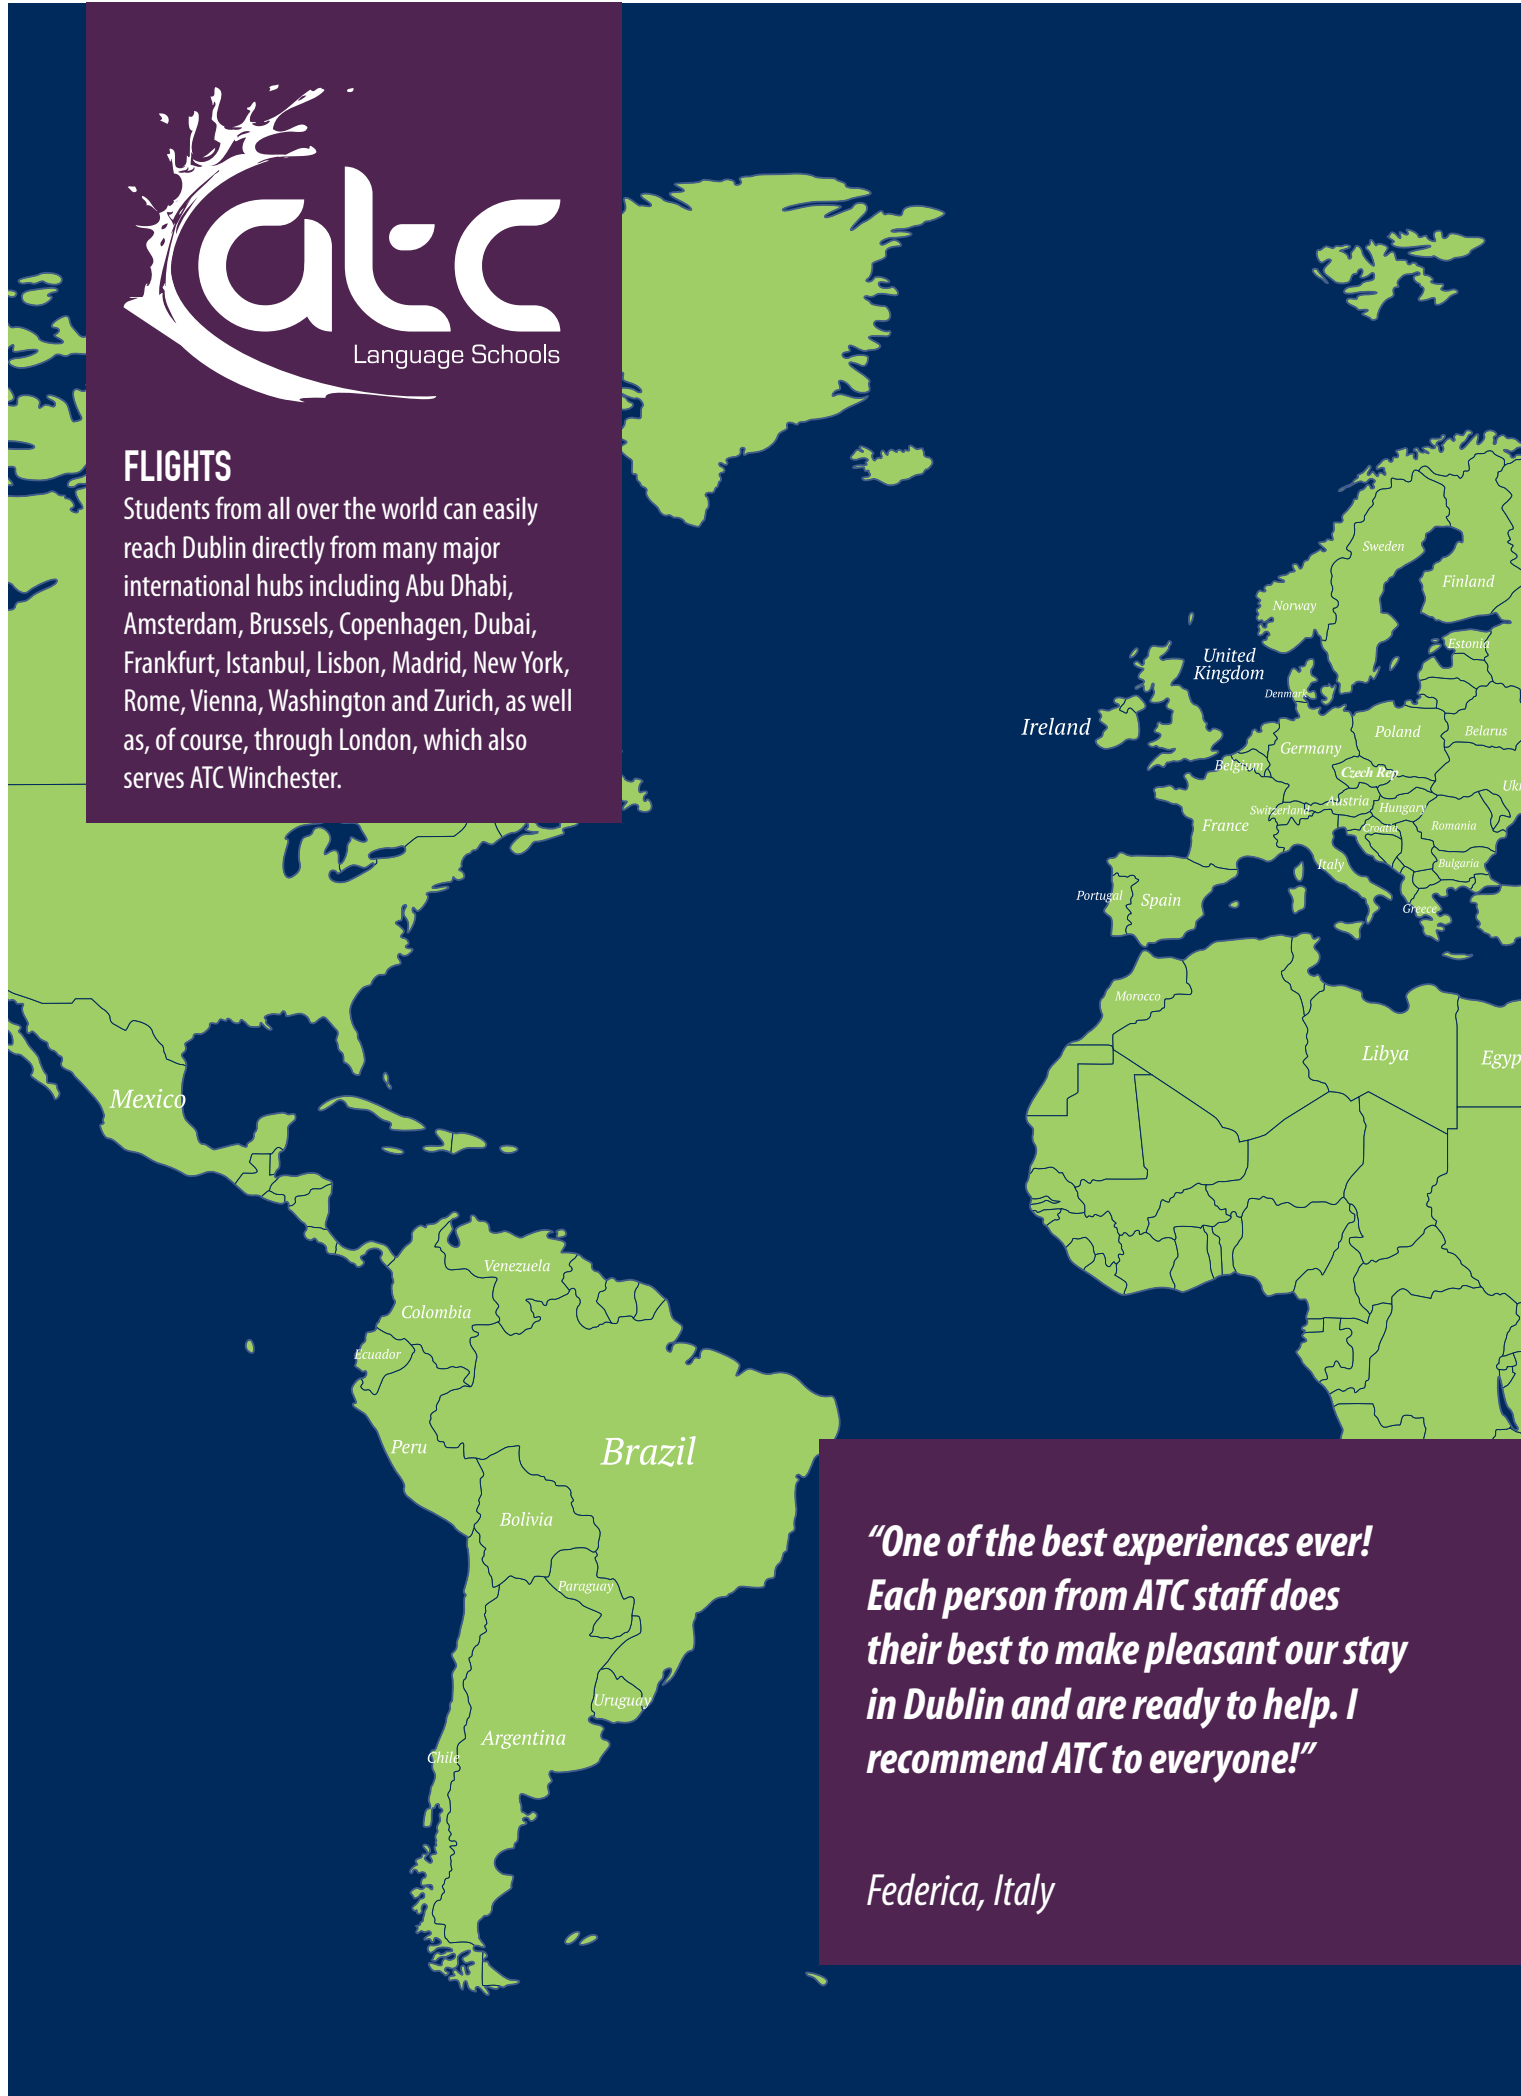 atc
Language Schools
FLIGHTS
Students from all over the world can easily
reach Dublin directly from many major
international hubs including Abu Dhabi,
Amsterdam, Brussels, Copenhagen, Dubai,
Frankfurt, Istanbul, Lisbon, Madrid, New York,
Rome, Vienna, Washington and Zurich, as well
as, of course, through London, which also
serves ATC Winchester.
Sweden
Finland
Norway
Estonia
United
Kingdom
Denmark
Ireland
Poland
Belarus
Germany
Belgium
Czech Rep
Ukr
Austria
Hungary
Switzerland
France
Croatia
Romania
Italy
Bulgaria
Portugal
Spain
Greece
Morocco
Libya
Egyp
Mexico
Venezuela
Colombia
Ecuador
Peru
Brazil
Bolivia
Paraguay
Uruguay
Argentina
Chile
“One of the best experiences ever!
Each person from ATC staff does
their best to make pleasant our stay
in Dublin and are ready to help. I
recommend ATC to everyone!”
Federica, Italy